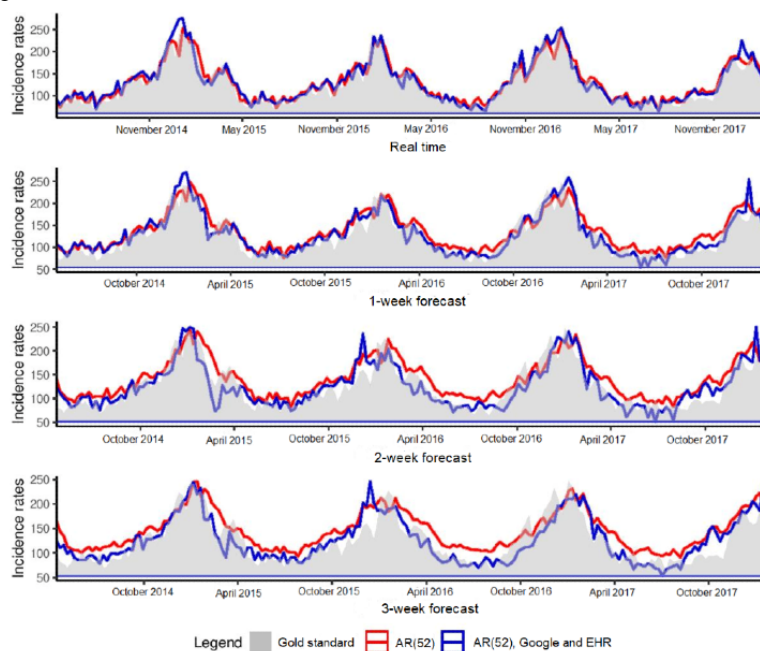 Incidence rates
250
200
150
100
November 2014 May 2015 November 2015 May 2016 November 2016 May 2017 November 2017
Real time
Incidence rates
250
200
150
100
50
October 2014 April 2015 October 2015 April 2016 October 2016 April 2017 October 2017
1-week forecast
Incidence rates
250
200
150
100
50
October 2014 April 2015 October 2015 April 2016 October 2016 April 2017 October 2017
2-week forecast
Incidence rates
250
200
150
100
50
October 2014 April 2015 October 2015 April 2016 October 2016 April 2017 October 2017
3-week forecast
Legend Gold standard AR(52) AR(52), Google and EHR